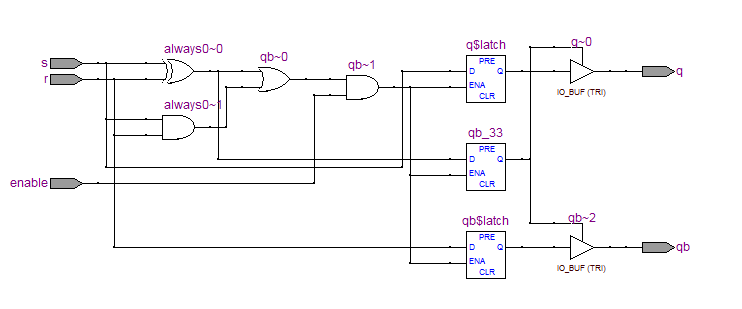 always0~0
q$latch
q~0
s
r
qb~0
qb~1
PRE
D Q
ENA
CLR
q
IO_BUF (TRI)
always0~1
qb_33
PRE
D Q
ENA
CLR
enable
qb$latch
qb~2
PRE
D Q
ENA
CLR
qb
IO_BUF (TRI)